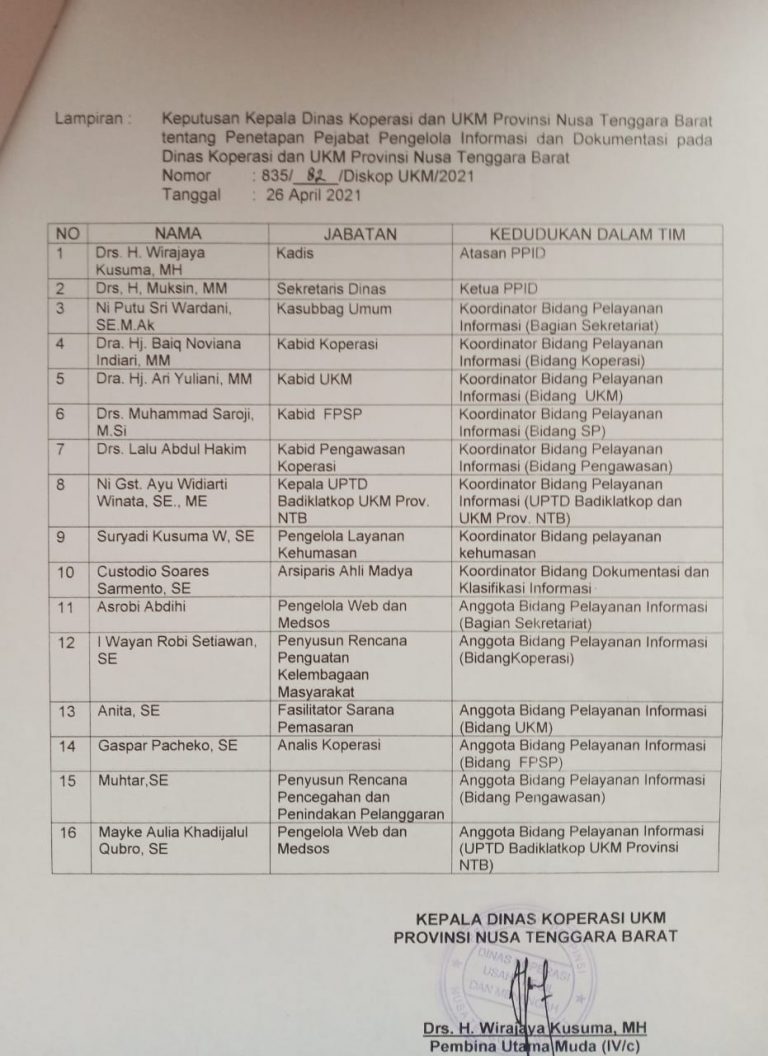 Lampiran : Keputusan Kepala Dinas Koperasi dan UKM Provinsi Nusa Tenggara Barat
tentang Penetapan Pejabat Pengelola Informasi dan Dokumentasi pada
Dinas Koperasi dan UKM Provinsi Nusa Tenggara Barat
Nomor : 835/ 82 /Diskop UKM/2021
Tanggal : 26 April 2021
NO NAMA JABATAN KEDUDUKAN DALAM TIM
1 Drs. H. Wirajaya Kadis Atasan PPID
Kusuma, MH
2 Drs, H, Muksin, MM Sekretaris Dinas Ketua PPID
3 Ni Putu Sri Wardani, Kasubbag Umum Koordinator Bidang Pelayanan
SE.M.Ak Informasi (Bagian Sekretariat)
4 Dra. Hj. Baiq Noviana Kabid Koperasi Koordinator Bidang Pelayanan
Indiari, MM Informasi (Bidang Koperasi)
5 Dra. Hj. Ari Yuliani, MM Kabid UKM Koordinator Bidang Pelayanan
Informasi (Bidang UKM)
6 Drs. Muhammad Saroji, Kabid FPSP Koordinator Bidang Pelayanan
M.Si Informasi (Bidang SP)
7 Drs. Lalu Abdul Hakim Kabid Pengawasan Koordinator Bidang Pelayanan
Koperasi Informasi (Bidang Pengawasan)
8 Ni Gst. Ayu Widiarti Kepala UPTD Koordinator Bidang Pelayanan
Winata, SE., ME Badiklatkop UKM Prov. Informasi (UPTD Badiklatkop dan
NTB UKM Prov. NTB)
9 Suryadi Kusuma W, SE Pengelola Layanan Koordinator Bidang pelayanan
Kehumasan kehumasan
10 Custodio Soares Arsiparis Ahli Madya Koordinator Bidang Dokumentasi dan
Sarmento, SE Klasifikasi Informasi
11 Asrobi Abdihi Pengelola Web dan Anggota Bidang Pelayanan Informasi
Medsos (Bagian Sekretariat)
12 I Wayan Robi Setiawan, Penyusun Rencana Anggota Bidang Pelayanan Informasi
SE Penguatan (BidangKoperasi)
Kelembagaan
Masyarakat
13 Anita, SE Fasilitator Sarana Anggota Bidang Pelayanan Informasi
Pemasaran (Bidang UKM)
14 Gaspar Pacheko, SE Analis Koperasi Anggota Bidang Pelayanan Informasi
(Bidang FPSP)
15 Muhtar,SE Penyusun Rencana Anggota Bidang Pelayanan Informasi
Pencegahan dan (Bidang Pengawasan)
Penindakan Pelanggaran
16 Mayke Aulia Khadijalul Pengelola Web dan Anggota Bidang Pelayanan Informasi
Qubro, SE Medsos (UPTD Badiklatkop UKM Provinsi
NTB)
KEPALA DINAS KOPERASI UKM
PROVINSI NUSA TENGGARA BARAT
DINAS
Drs. H. Wirajaya Kusuma, MH
Pembina Utama Muda (IV/c)